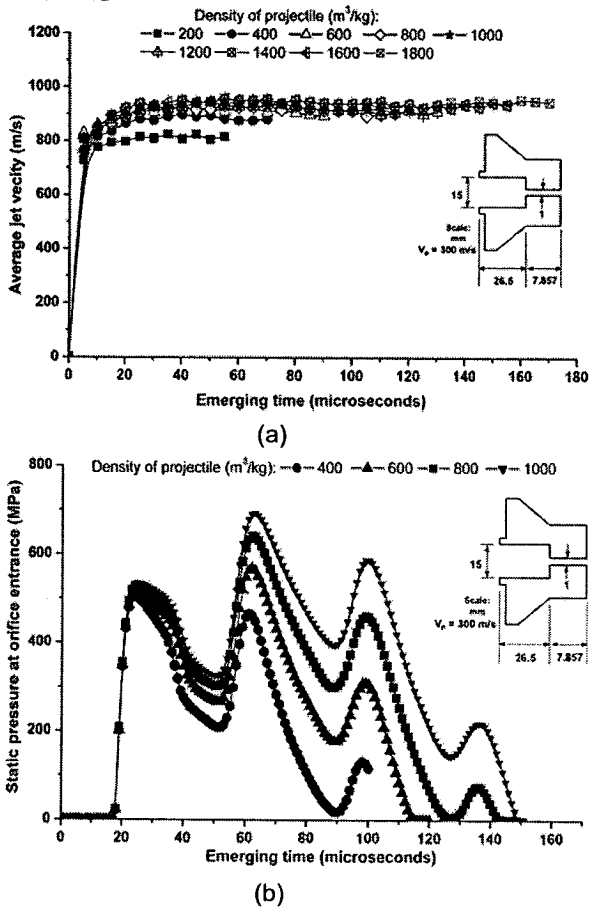 Density of projectile (m³/kg):
200 400 600 800 1000
1200 1400 1600 1800
1200
1000
800
600
400
200
0
Average jet vecity (m/s)
15
1
Scale:
mm
Vₚ = 300 m/s
26.5 7.857
0 20 40 60 80 100 120 140 160 180
Emerging time (microseconds)
(a)
Density of projectile (m³/kg): 400 600 800 1000
800
600
400
200
0
Static pressure at orifice entrance (MPa)
15
1
Scale:
mm
Vₚ = 300 m/s
26.5 7.857
0 20 40 60 80 100 120 140 160
Emerging time (microseconds)
(b)